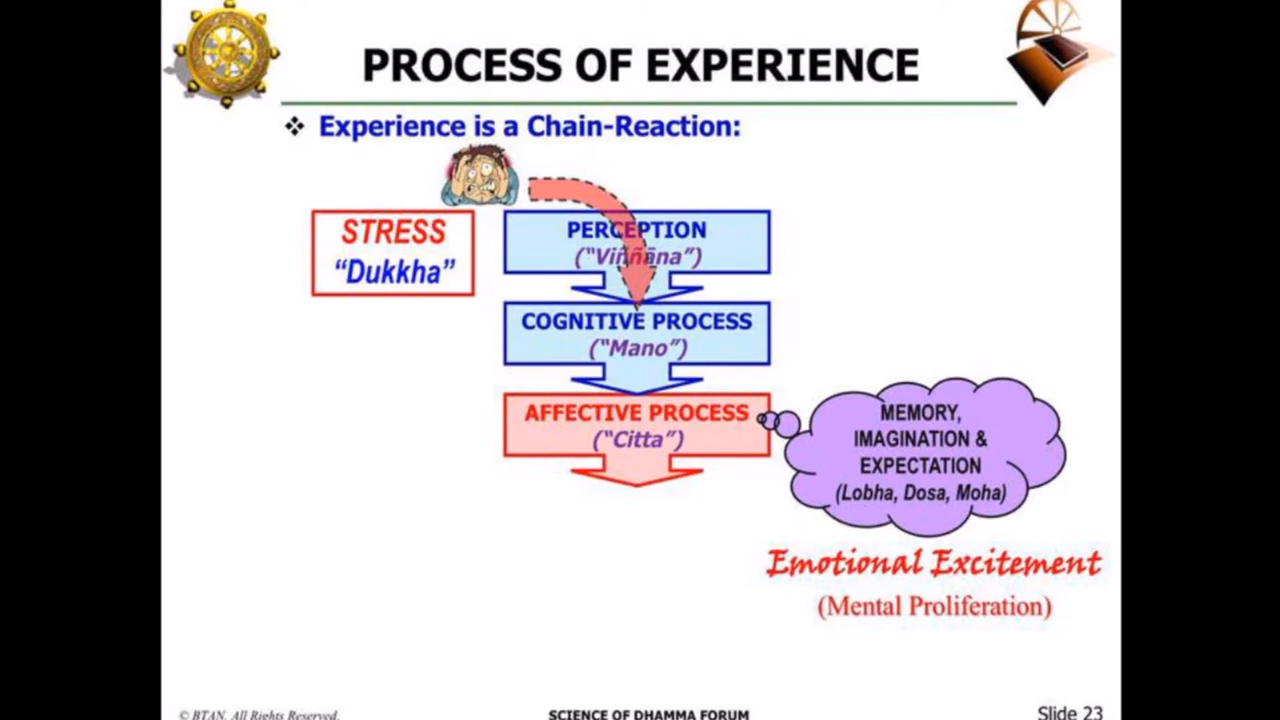 PROCESS OF EXPERIENCE
❖ Experience is a Chain-Reaction:
STRESS
“Dukkha”
PERCEPTION
(“Viññāna”)
COGNITIVE PROCESS
(“Mano”)
AFFECTIVE PROCESS
(“Citta”)
MEMORY,
IMAGINATION &
EXPECTATION
(Lobha, Dosa, Moha)
Emotional Excitement
(Mental Proliferation)
© BTAN. All Rights Reserved.
SCIENCE OF DHAMMA FORUM
Slide 23